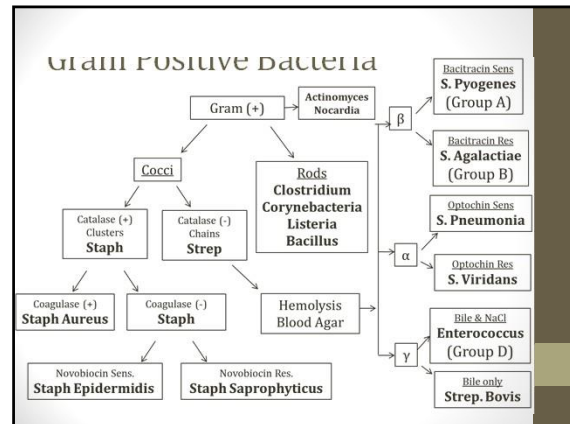 Gram Positive Bacteria
Gram (+)
Actinomyces
Nocardia
Cocci
Rods
Clostridium
Corynebacteria
Listeria
Bacillus
Catalase (+)
Clusters
Staph
Catalase (-)
Chains
Strep
Coagulase (+)
Staph Aureus
Coagulase (-)
Staph
Hemolysis
Blood Agar
Novobiocin Sens.
Staph Epidermidis
Novobiocin Res.
Staph Saprophyticus
β
Bacitracin Sens
S. Pyogenes
(Group A)
Bacitracin Res
S. Agalactiae
(Group B)
α
Optochin Sens
S. Pneumonia
Optochin Res
S. Viridans
γ
Bile & NaCl
Enterococcus
(Group D)
Bile only
Strep. Bovis